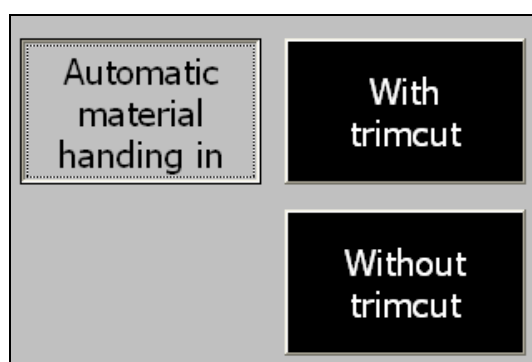 Automatic
material
handing in
With
trimcut
Without
trimcut